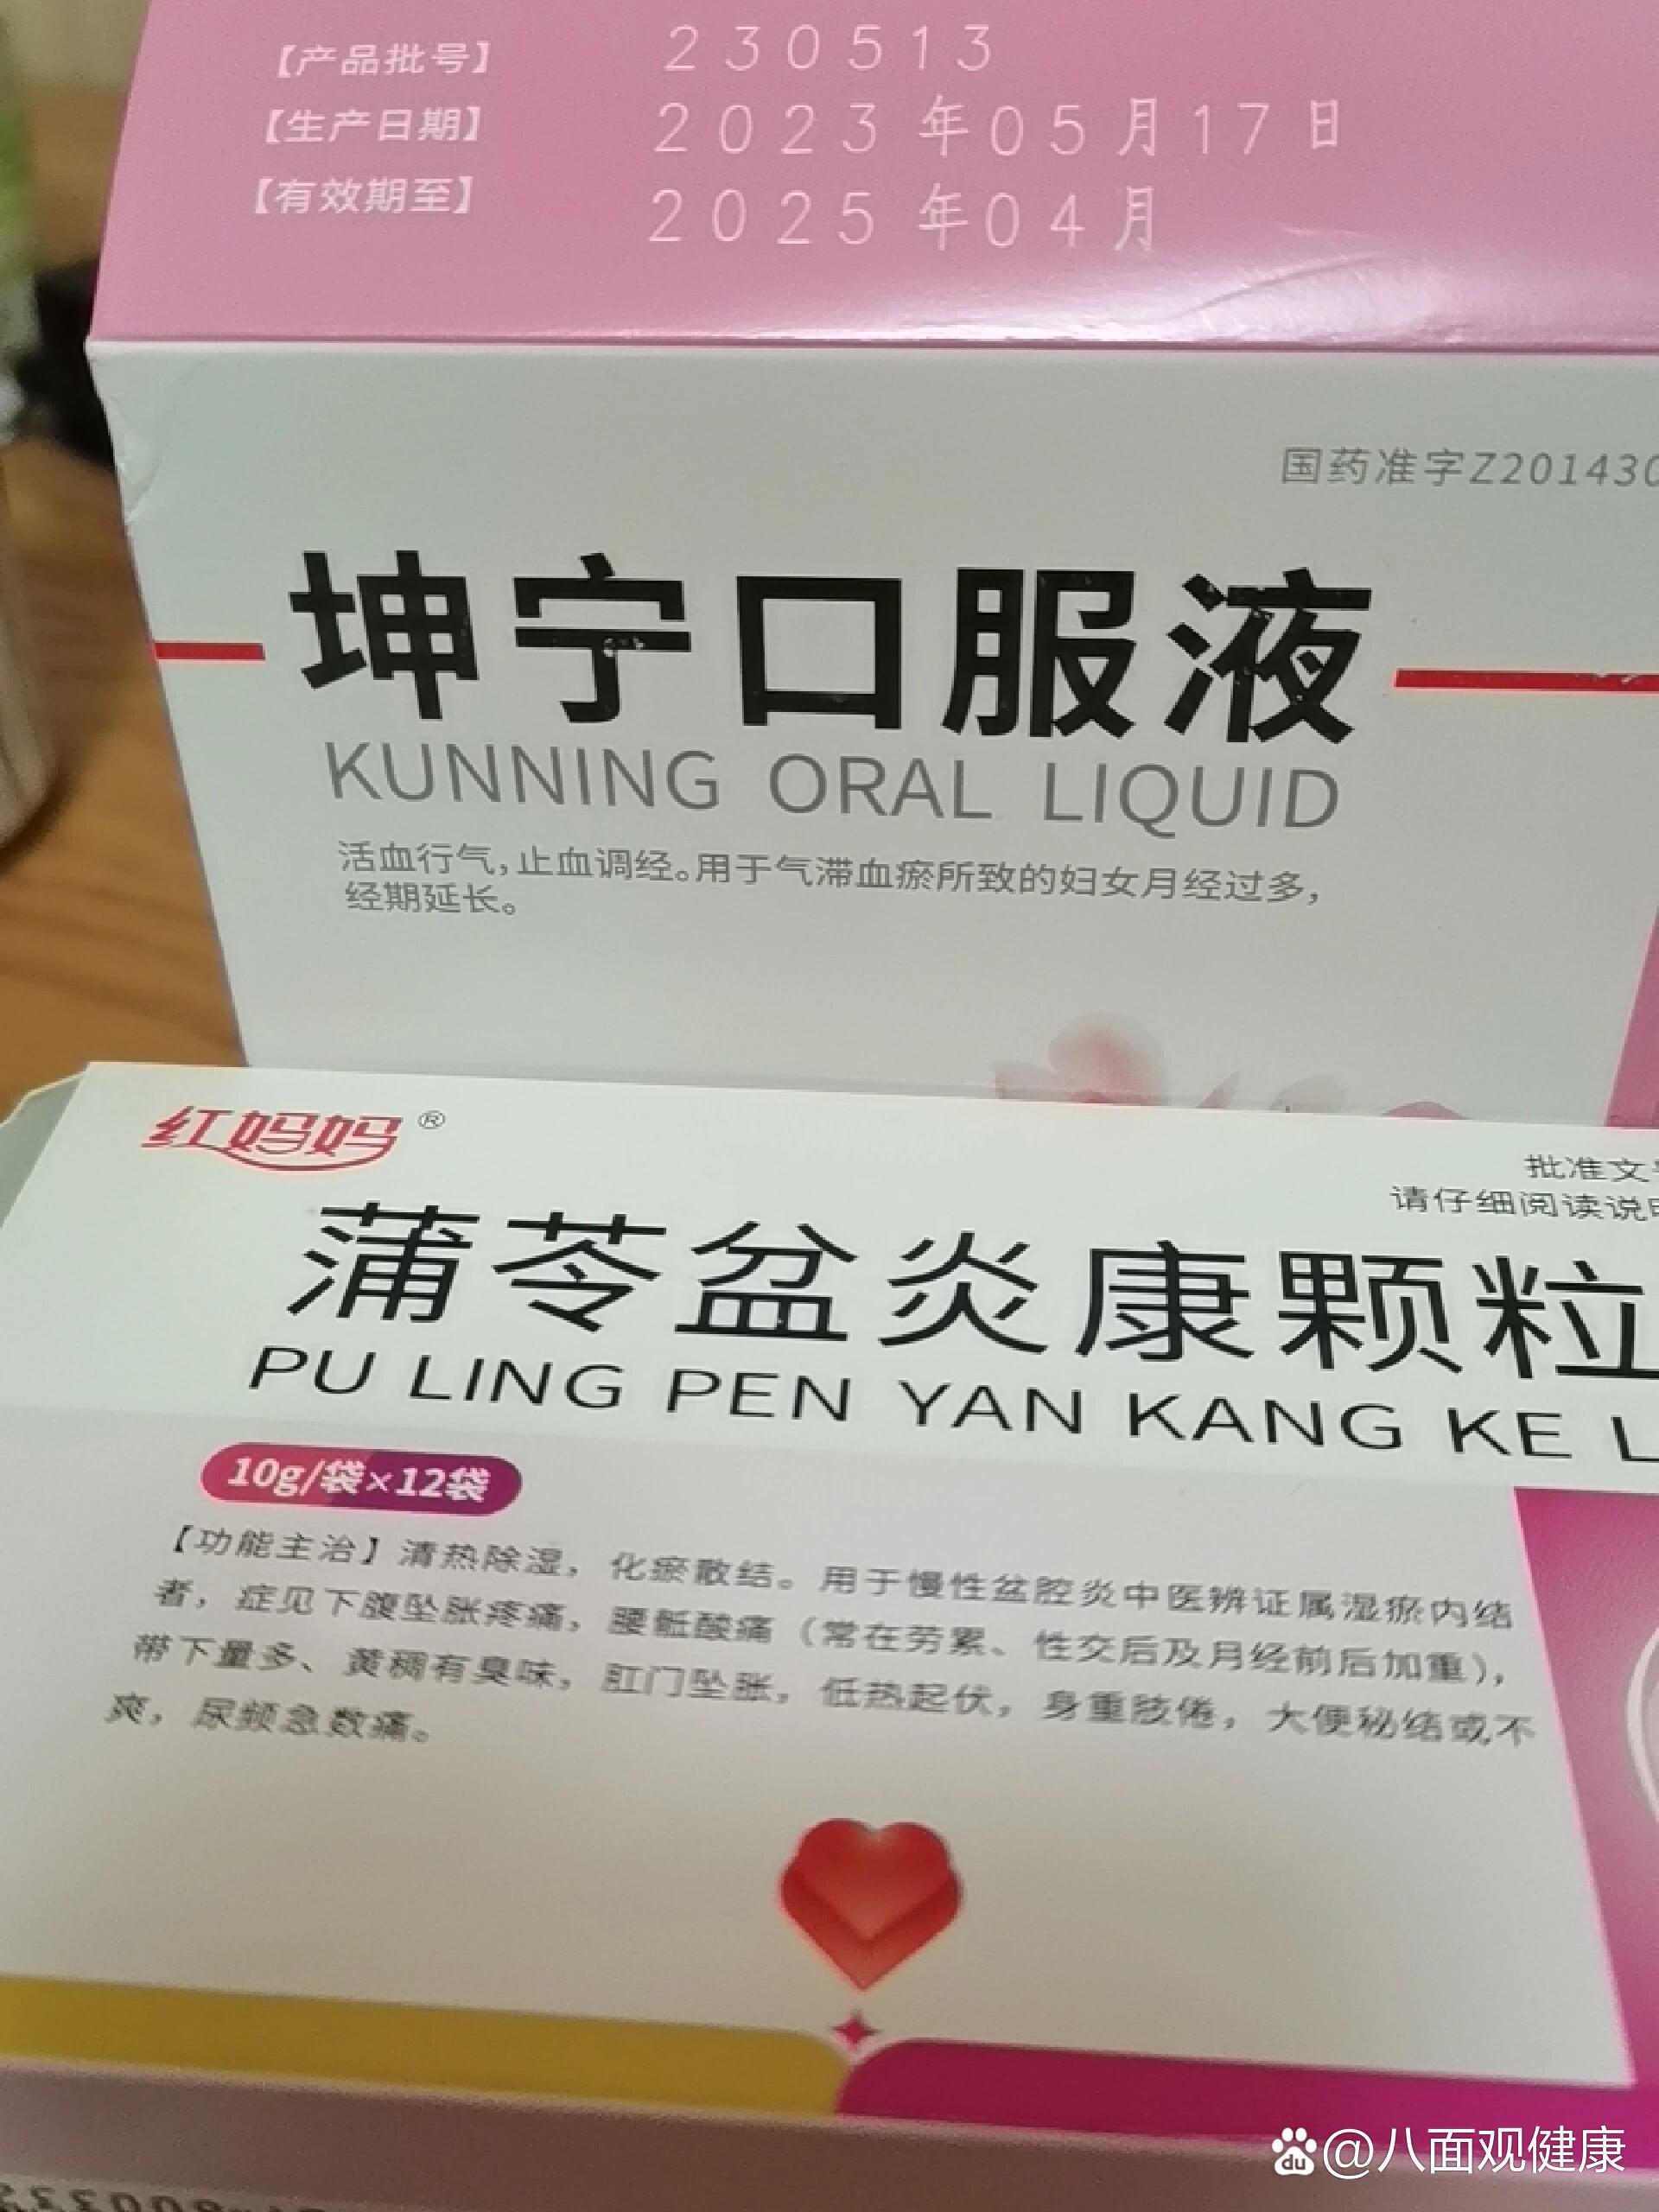 【产品批号】 230513
【生产日期】 2023年05月17日
【有效期至】 2025年04月
国药准字Z201430
坤宁口服液
KUNNING ORAL LIQUID
活血行气,止血调经。用于气滞血瘀所致的妇女月经过多,
经期延长。
红妈妈®
批准文
请仔细阅读说
蒲苓盆炎康颗粒
PU LING PEN YAN KANG KE L
10g/袋×12袋
【功能主治】清热除湿，化瘀散结。用于慢性盆腔炎中医辨证属湿瘀内结
者，症见下腹坠胀疼痛，腰骶酸痛（常在劳累、性交后及月经前后加重），
带下量多、黄稠有臭味，肛门坠胀，低热起伏，身重肢倦，大便秘结或不
爽，尿频急数痛。
du @八面观健康